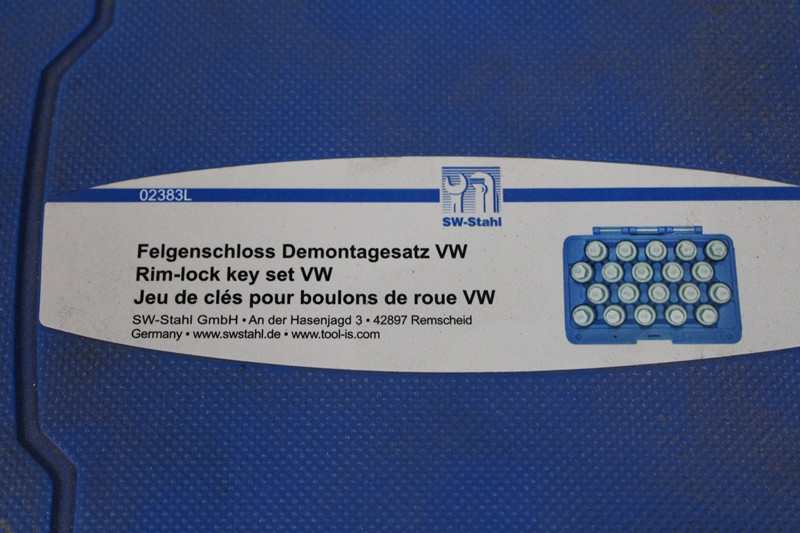 02383L
SW-Stahl
Felgenschloss Demontagesatz VW
Rim-lock key set VW
Jeu de clés pour boulons de roue VW
SW-Stahl GmbH • An der Hasenjagd 3 • 42897 Remscheid
Germany • www.swstahl.de • www.tool-is.com